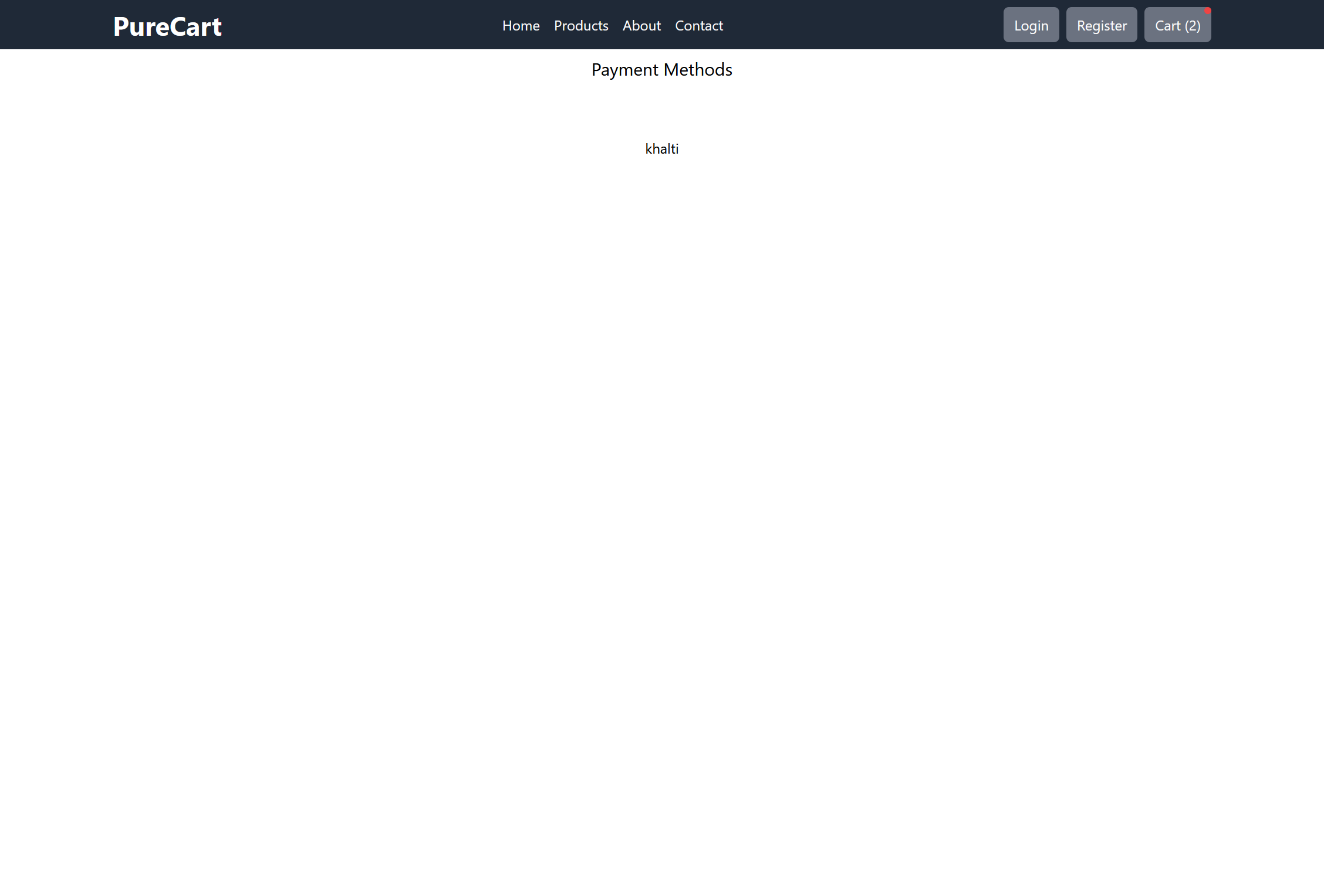 PureCart Home Products About Contact Login Register Cart (2)
Payment Methods
khalti